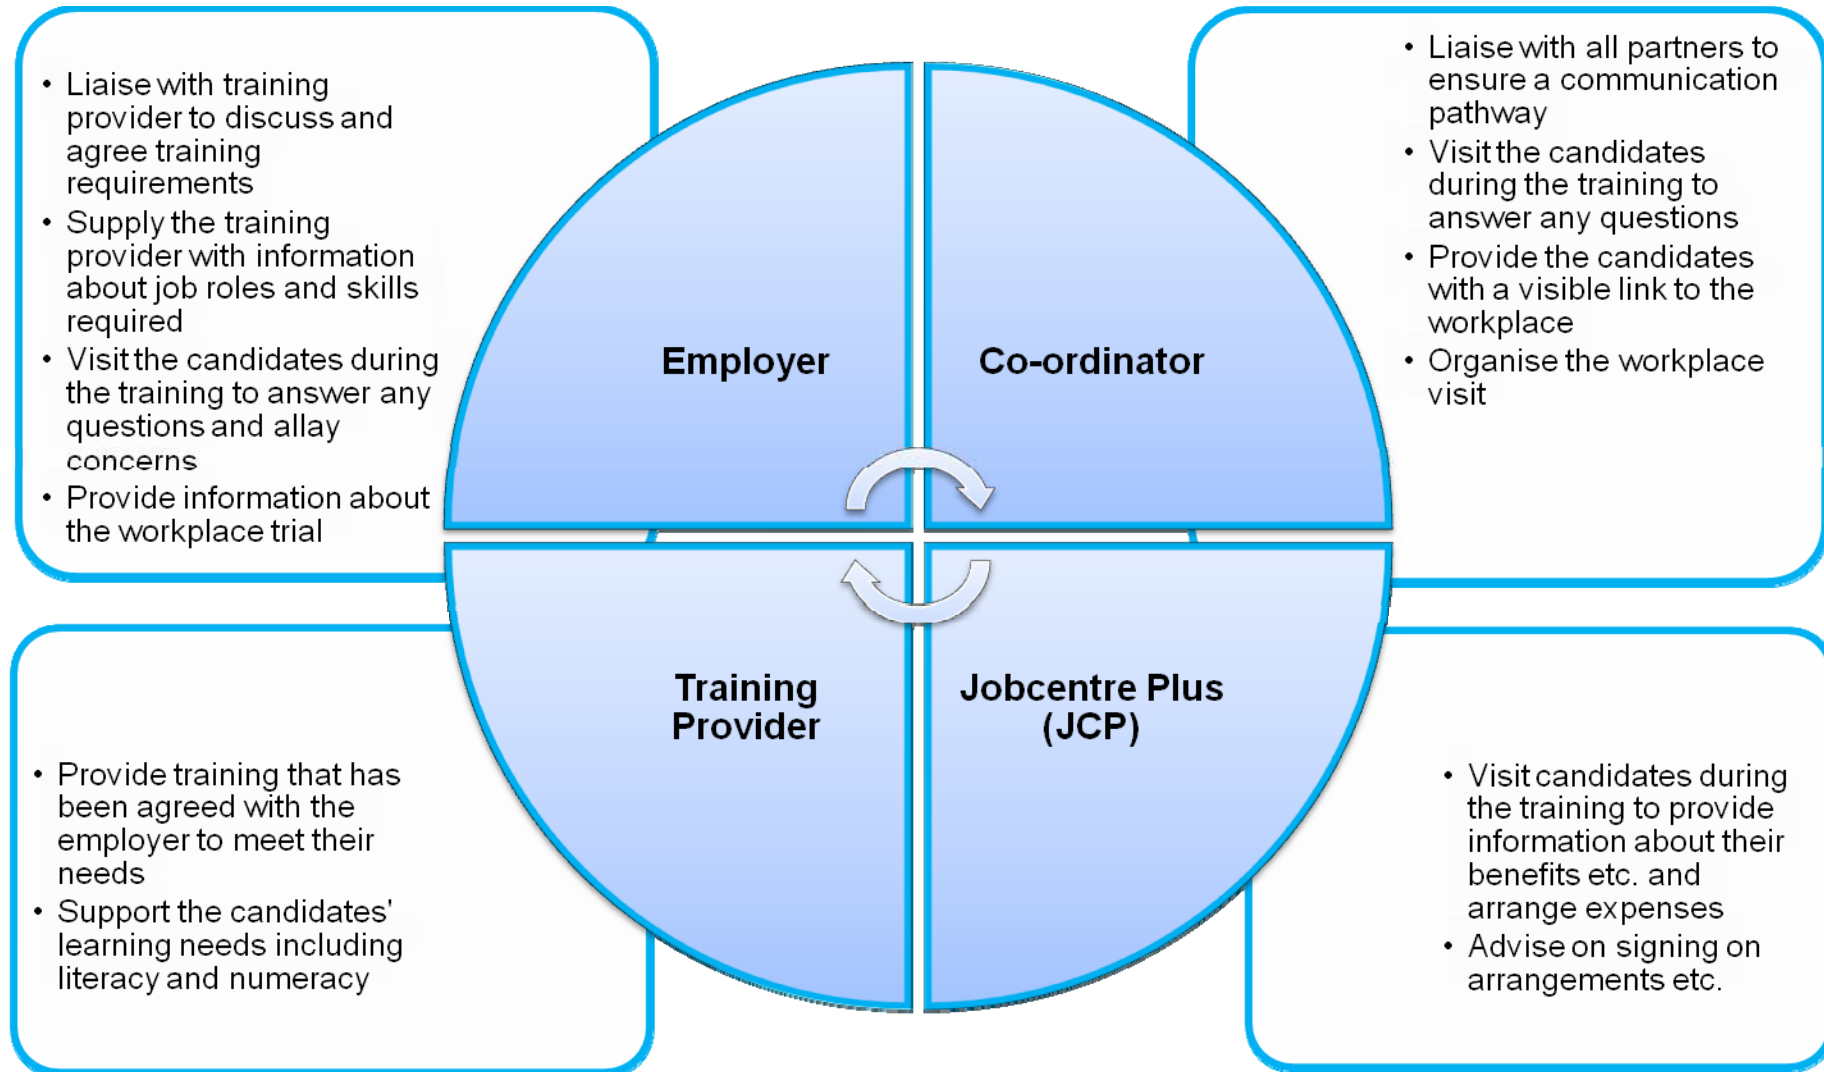 • Liaise with training
provider to discuss and
agree training
requirements
• Supply the training
provider with information
about job roles and skills
required
• Visit the candidates during
the training to answer any
questions and allay
concerns
• Provide information about
the workplace trial
Employer
Co-ordinator
• Liaise with all partners to
ensure a communication
pathway
• Visit the candidates
during the training to
answer any questions
• Provide the candidates
with a visible link to the
workplace
• Organise the workplace
visit
• Provide training that has
been agreed with the
employer to meet their
needs
• Support the candidates'
learning needs including
literacy and numeracy
Training
Provider
Jobcentre Plus
(JCP)
• Visit candidates during
the training to provide
information about their
benefits etc. and
arrange expenses
• Advise on signing on
arrangements etc.